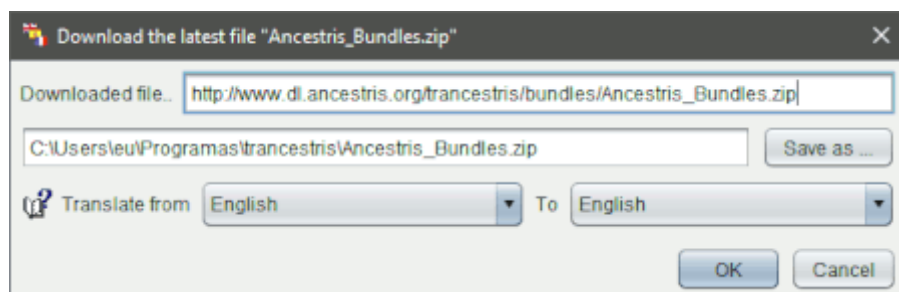 Download the latest file "Ancestris_Bundles.zip"
Downloaded file.. http://www.dl.ancestris.org/trancestris/bundles/Ancestris_Bundles.zip
C:\Users\eu\Programas\trancestris\Ancestris_Bundles.zip Save as ...
Translate from English To English
OK Cancel